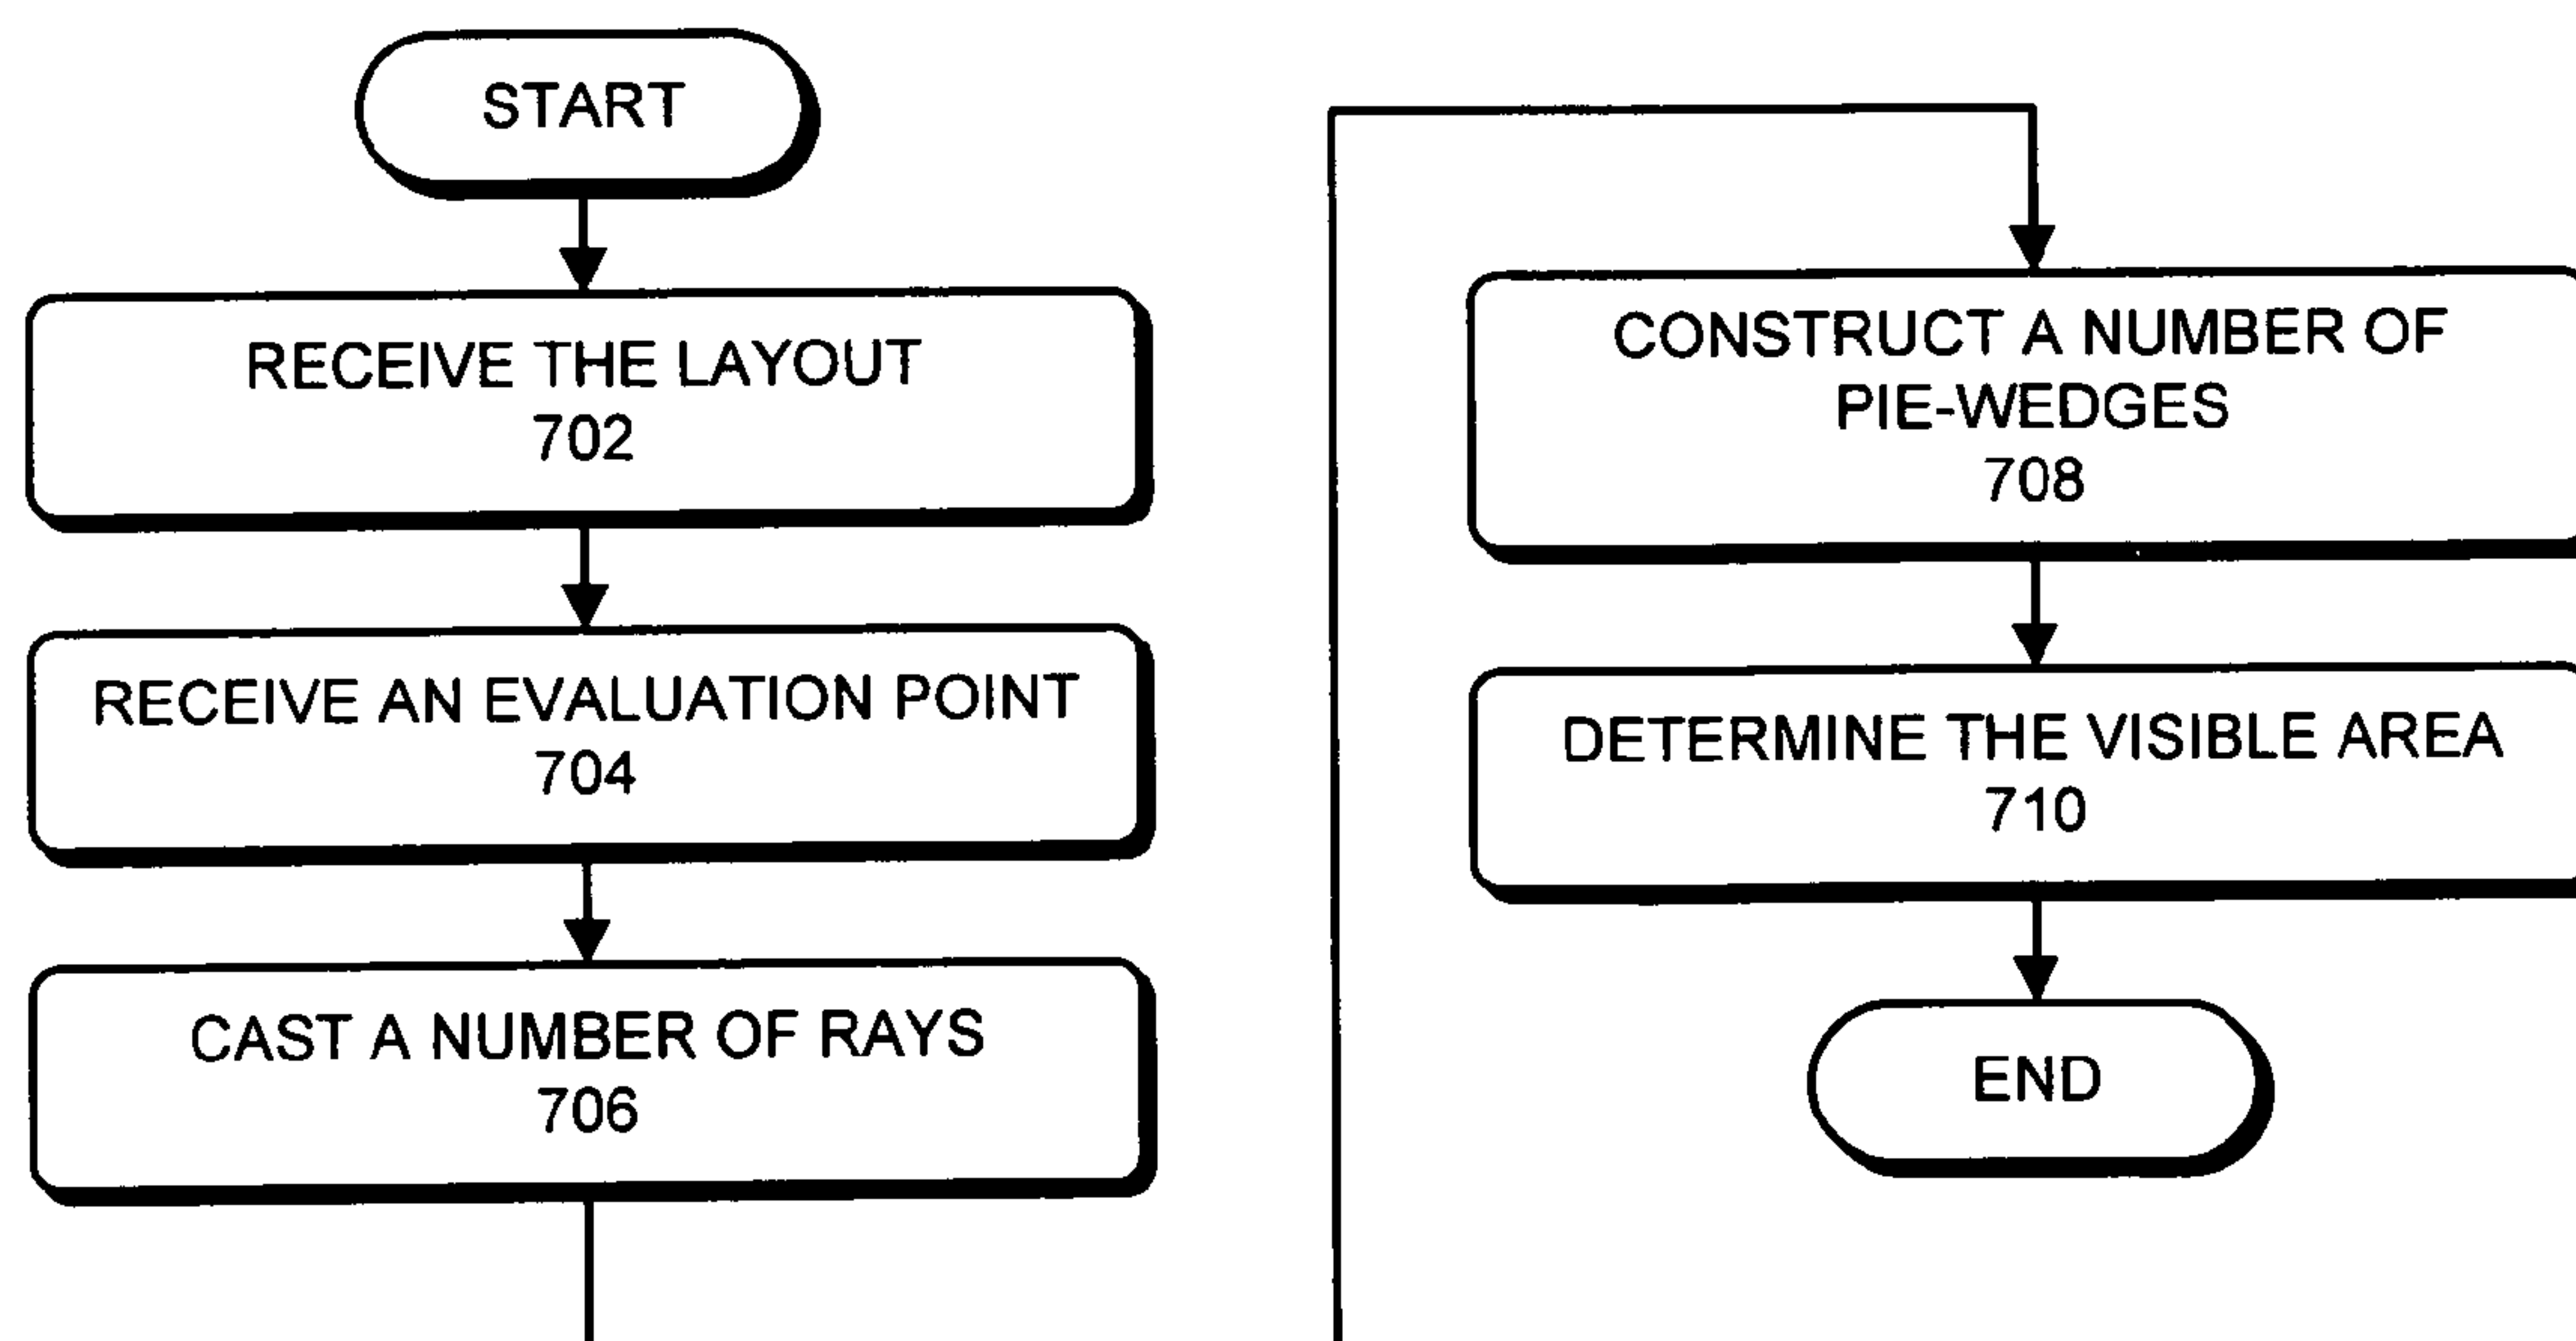 START
RECEIVE THE LAYOUT
702
RECEIVE AN EVALUATION POINT
704
CAST A NUMBER OF RAYS
706
CONSTRUCT A NUMBER OF
PIE-WEDGES
708
DETERMINE THE VISIBLE AREA
710
END